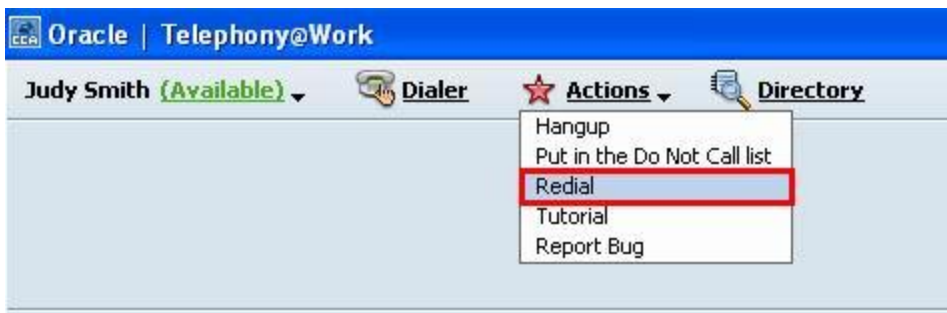 CCA Oracle | Telephony@Work
Judy Smith (Available) Dialer Actions Directory
Hangup
Put in the Do Not Call list
Redial
Tutorial
Report Bug